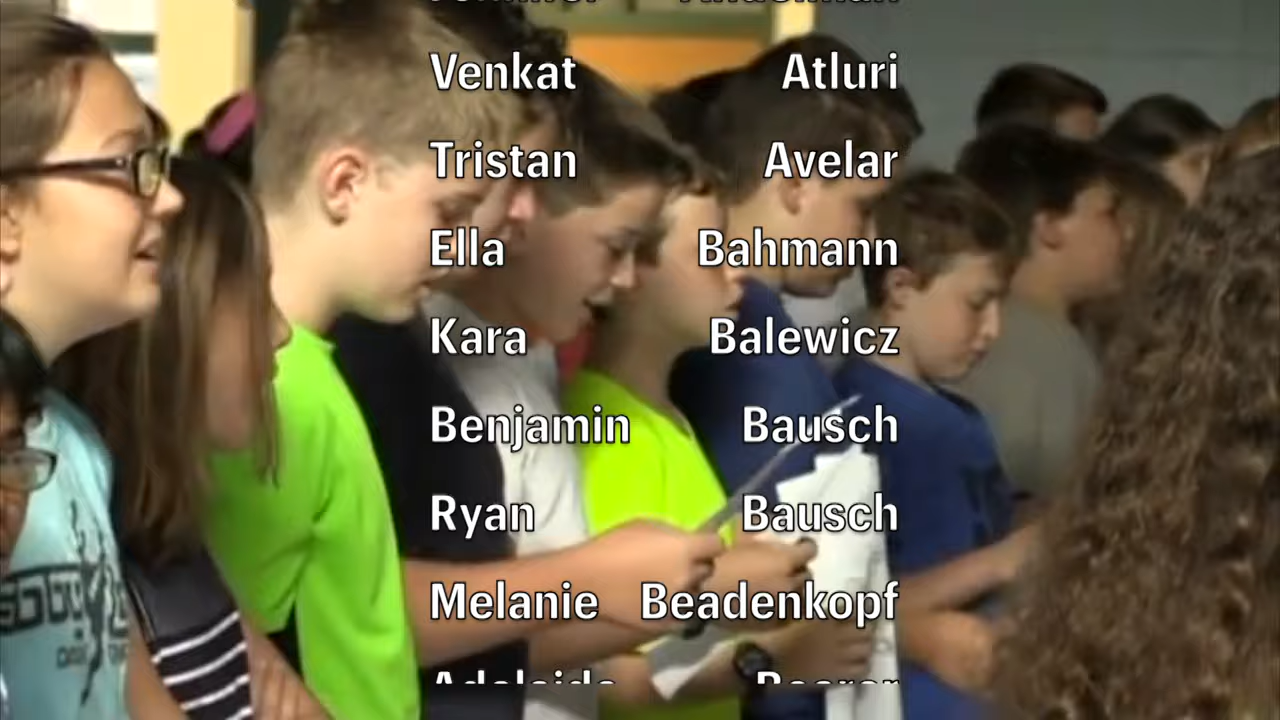 Venkat Atluri
Tristan Avelar
Ella Bahmann
Kara Balewicz
Benjamin Bausch
Ryan Bausch
Melanie Beadenkopf